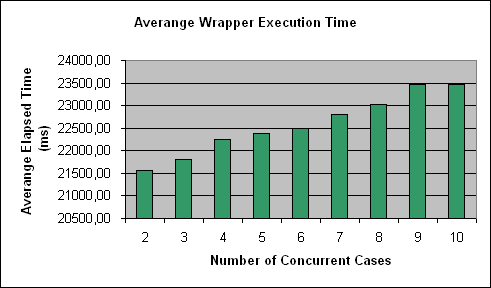 Averange Wrapper Execution Time
Averange Elapsed Time
(ms)
24000,00
23500,00
23000,00
22500,00
22000,00
21500,00
21000,00
20500,00
2 3 4 5 6 7 8 9 10
Number of Concurrent Cases